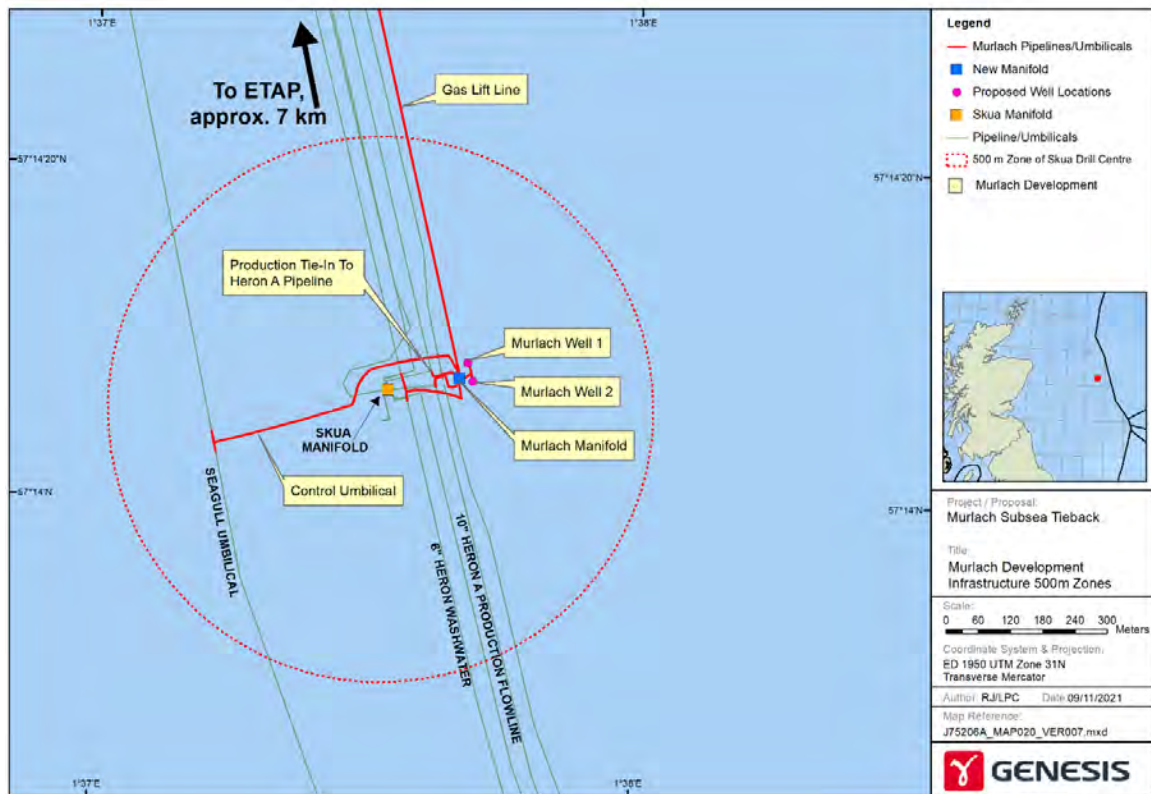 1°37'E
1°38'E
To ETAP,
approx. 7 km
Gas Lift Line
57°14'20"N
57°14'20"N
Production Tie-In To
Heron A Pipeline
Murlach Well 1
Murlach Well 2
SKUA
MANIFOLD
Murlach Manifold
Control Umbilical
57°14'N
57°14'N
SEAGULL UMBILICAL
6" HERON WASHWATER
10" HERON A PRODUCTION FLOWLINE
1°37'E
1°38'E
Legend
Murlach Pipelines/Umbilicals
New Manifold
Proposed Well Locations
Skua Manifold
Pipeline/Umbilicals
500 m Zone of Skua Drill Centre
Murlach Development
Project / Proposal:
Murlach Subsea Tieback
Title:
Murlach Development
Infrastructure 500m Zones
Scale:
0 60 120 180 240 300
Meters
Coordinate System & Projection:
ED 1950 UTM Zone 31N
Transverse Mercator
Author: RJ/LPC Date:09/11/2021
Map Reference:
J75206A_MAP020_VER007.mxd
GENESIS